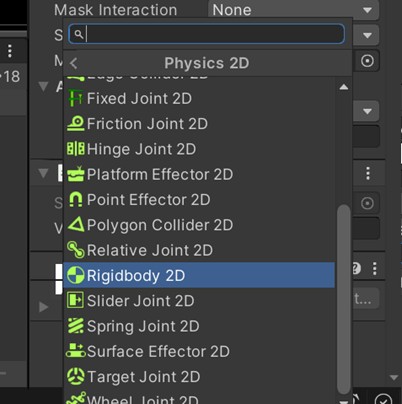 Mask Interaction None
Physics 2D
Edge Collider 2D
Fixed Joint 2D
Friction Joint 2D
Hinge Joint 2D
Platform Effector 2D
Point Effector 2D
Polygon Collider 2D
Relative Joint 2D
Rigidbody 2D
Slider Joint 2D
Spring Joint 2D
Surface Effector 2D
Target Joint 2D
Wheel Joint 2D
18
S
M
A
S
V
t...